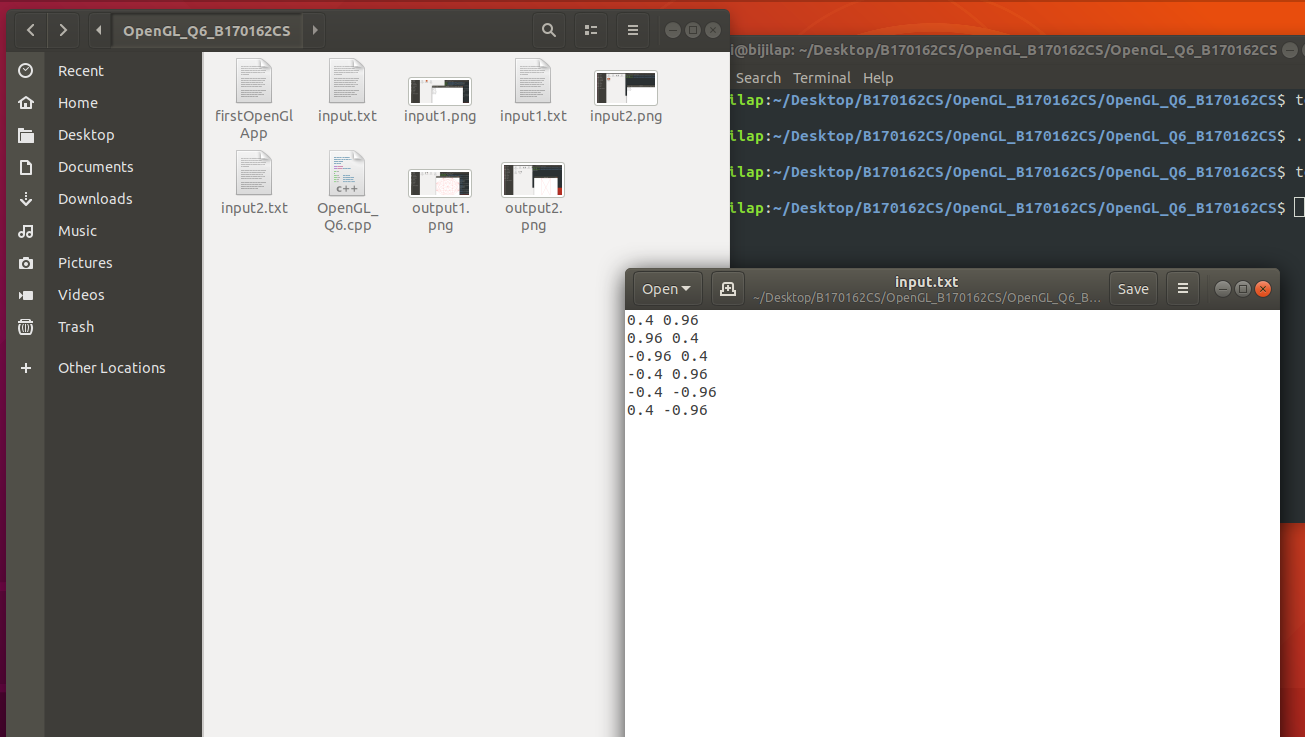 OpenGL_Q6_B170162CS
Recent
Home
Desktop
Documents
Downloads
Music
Pictures
Videos
Trash
Other Locations
firstOpenGl
App
input.txt
input1.png
input1.txt
input2.png
input2.txt
c++
OpenGL_
Q6.cpp
output1.
png
output2.
png
i@bijilap: ~/Desktop/B170162CS/OpenGL_B170162CS/OpenGL_Q6_B170162CS
Search Terminal Help
ilap:~/Desktop/B170162CS/OpenGL_B170162CS/OpenGL_Q6_B170162CS$ t
ilap:~/Desktop/B170162CS/OpenGL_B170162CS/OpenGL_Q6_B170162CS$ .
ilap:~/Desktop/B170162CS/OpenGL_B170162CS/OpenGL_Q6_B170162CS$ t
ilap:~/Desktop/B170162CS/OpenGL_B170162CS/OpenGL_Q6_B170162CS$
Open
input.txt
~/Desktop/B170162CS/OpenGL_B170162CS/OpenGL_Q6_B...
Save
0.4 0.96
0.96 0.4
-0.96 0.4
-0.4 0.96
-0.4 -0.96
0.4 -0.96